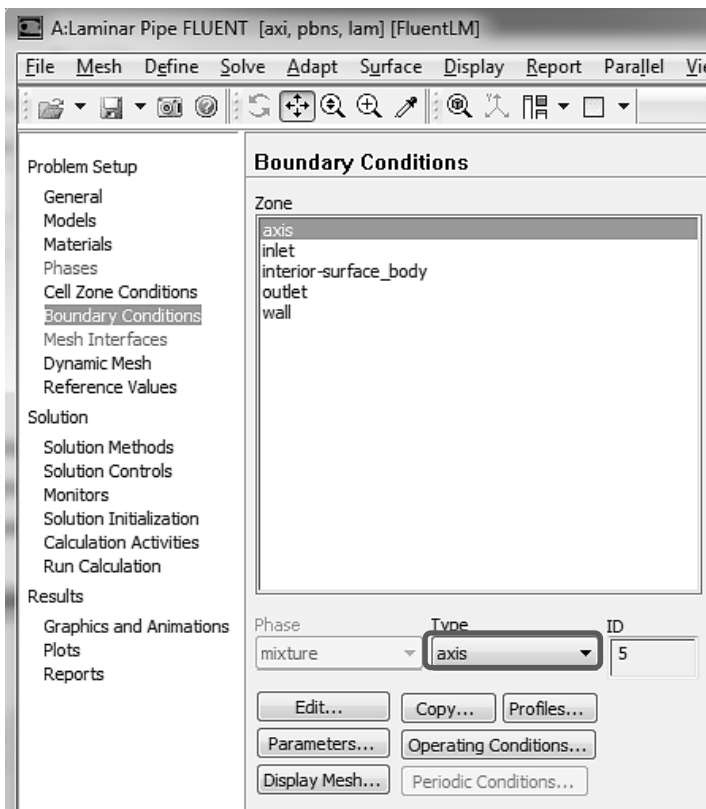 A:Laminar Pipe FLUENT [axi, pbns, lam] [FluentLM]
File Mesh Define Solve Adapt Surface Display Report Parallel Vi
Problem Setup
General
Models
Materials
Phases
Cell Zone Conditions
Boundary Conditions
Mesh Interfaces
Dynamic Mesh
Reference Values
Solution
Solution Methods
Solution Controls
Monitors
Solution Initialization
Calculation Activities
Run Calculation
Results
Graphics and Animations
Plots
Reports
Boundary Conditions
Zone
axis
inlet
interior-surface_body
outlet
wall
Phase Type ID
mixture axis 5
Edit... Copy... Profiles...
Parameters... Operating Conditions...
Display Mesh... Periodic Conditions...